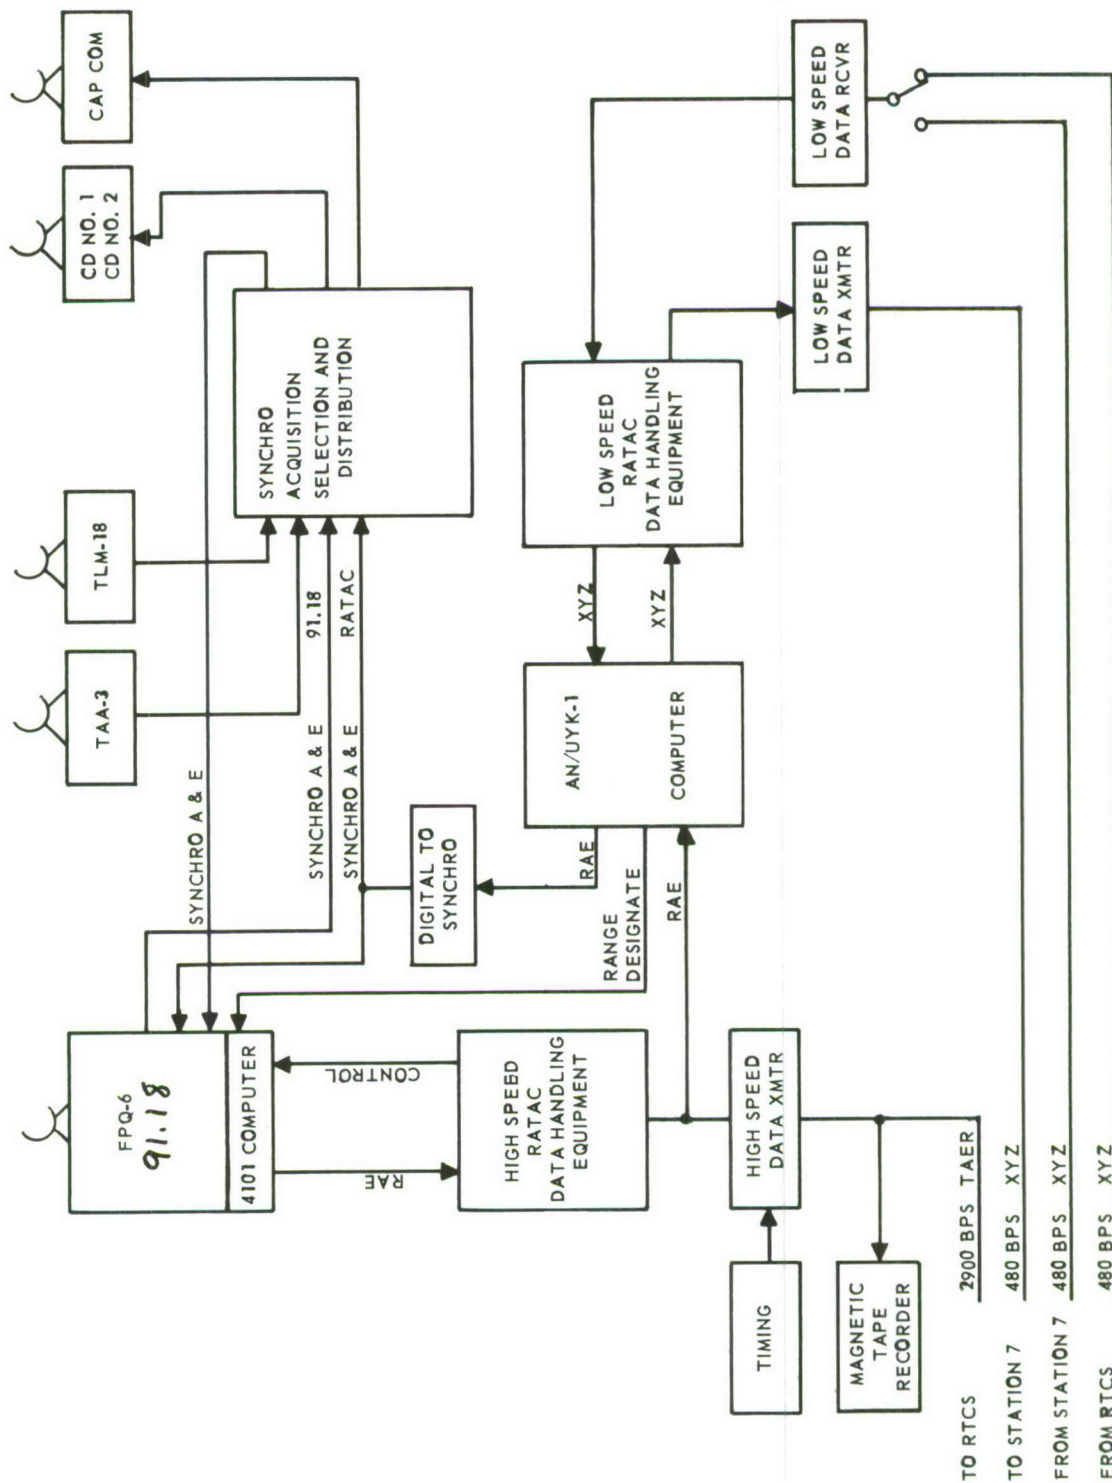 FPQ-6
91.18
4101 COMPUTER
TAA-3
TLM-18
CD NO. 1
CD NO. 2
CAP COM
SYNCHRO A & E
SYNCHRO A & E
91.18
SYNCHRO A & E
RATAC
SYNCHRO
ACQUISITION
SELECTION AND
DISTRIBUTION
RAE
CONTROL
DIGITAL TO
SYNCHRO
HIGH SPEED
RATAC
DATA HANDLING
EQUIPMENT
RAE
RANGE
DESIGNATE
RAE
AN/UYK-1
COMPUTER
XYZ
XYZ
LOW SPEED
RATAC
DATA HANDLING
EQUIPMENT
TIMING
HIGH SPEED
DATA XMTR
LOW SPEED
DATA XMTR
LOW SPEED
DATA RCVR
MAGNETIC
TAPE
RECORDER
TO RTCS 2900 BPS TAER
TO STATION 7 480 BPS XYZ
FROM STATION 7 480 BPS XYZ
FROM RTCS 480 BPS XYZ